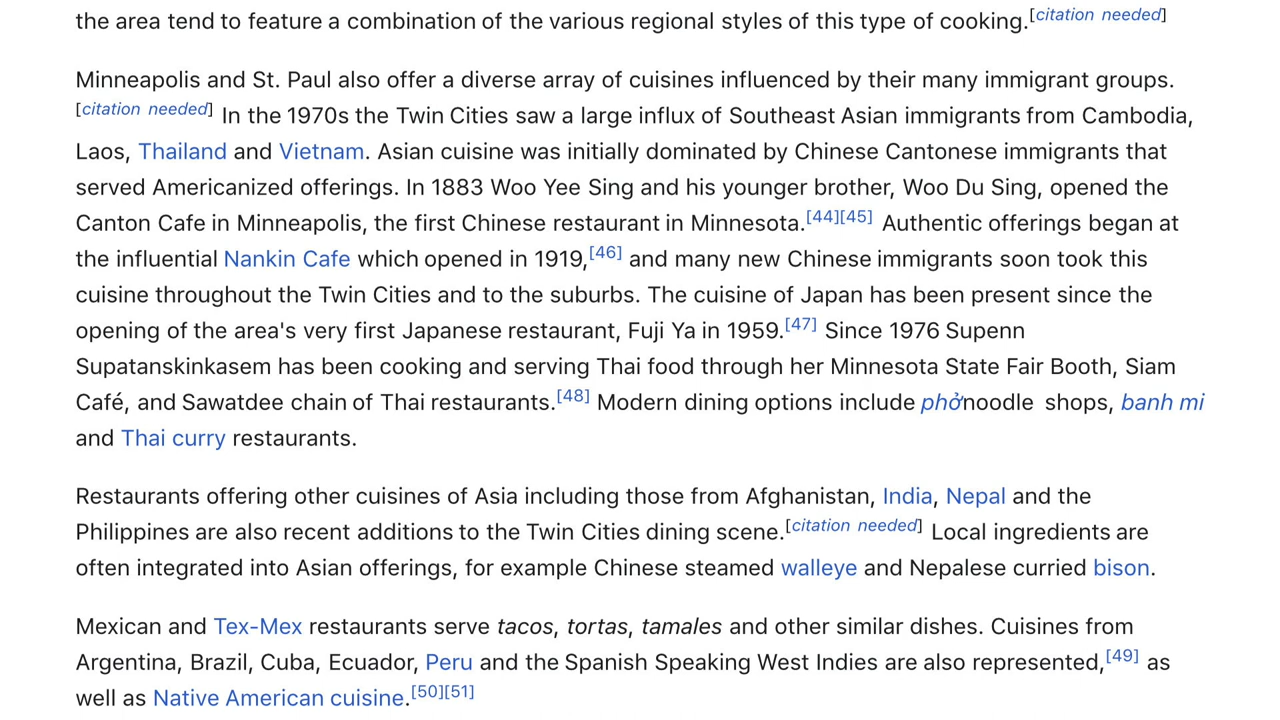 the area tend to feature a combination of the various regional styles of this type of cooking.[citation needed]
Minneapolis and St. Paul also offer a diverse array of cuisines influenced by their many immigrant groups.
[citation needed] In the 1970s the Twin Cities saw a large influx of Southeast Asian immigrants from Cambodia,
Laos, Thailand and Vietnam. Asian cuisine was initially dominated by Chinese Cantonese immigrants that
served Americanized offerings. In 1883 Woo Yee Sing and his younger brother, Woo Du Sing, opened the
Canton Cafe in Minneapolis, the first Chinese restaurant in Minnesota.[44][45] Authentic offerings began at
the influential Nankin Cafe which opened in 1919,[46] and many new Chinese immigrants soon took this
cuisine throughout the Twin Cities and to the suburbs. The cuisine of Japan has been present since the
opening of the area's very first Japanese restaurant, Fuji Ya in 1959.[47] Since 1976 Supenn
Supatanskinkasem has been cooking and serving Thai food through her Minnesota State Fair Booth, Siam
Café, and Sawatdee chain of Thai restaurants.[48] Modern dining options include phở noodle shops, banh mi
and Thai curry restaurants.
Restaurants offering other cuisines of Asia including those from Afghanistan, India, Nepal and the
Philippines are also recent additions to the Twin Cities dining scene.[citation needed] Local ingredients are
often integrated into Asian offerings, for example Chinese steamed walleye and Nepalese curried bison.
Mexican and Tex-Mex restaurants serve tacos, tortas, tamales and other similar dishes. Cuisines from
Argentina, Brazil, Cuba, Ecuador, Peru and the Spanish Speaking West Indies are also represented,[49] as
well as Native American cuisine.[50][51]